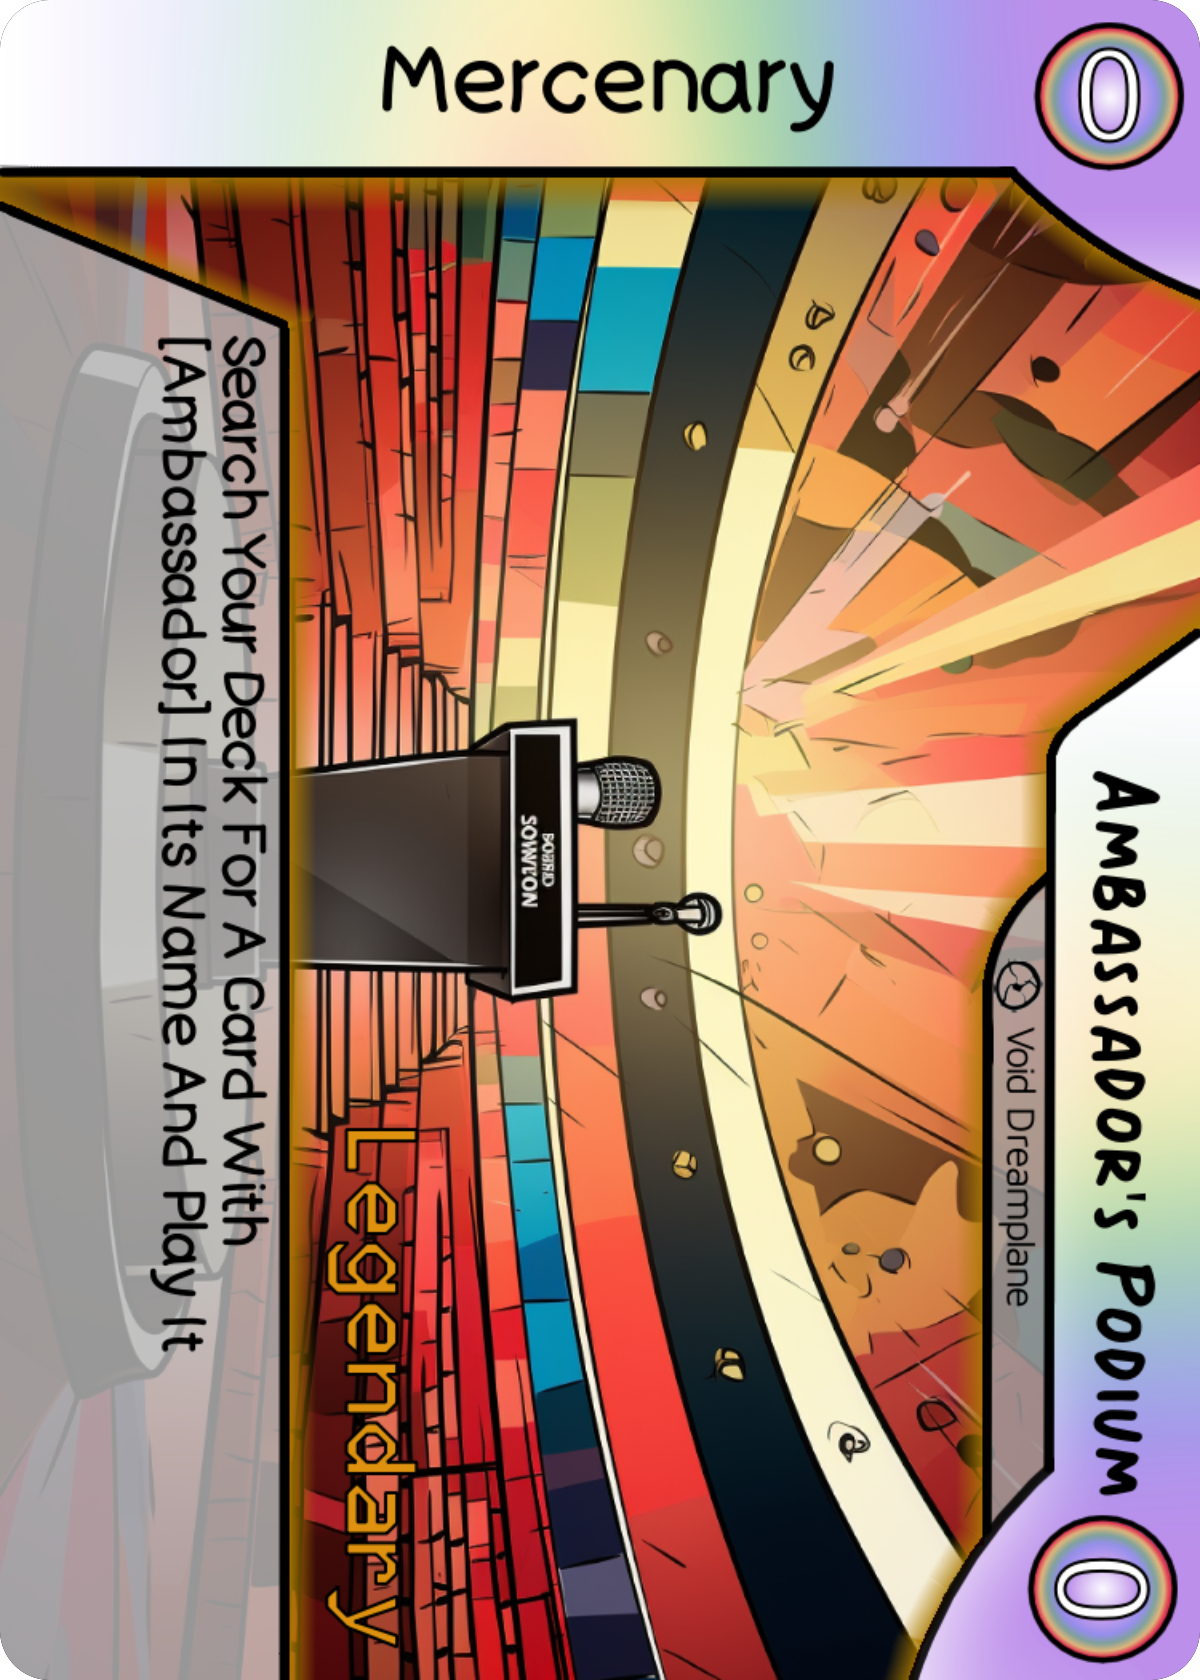 Mercenary
0
AMBASSADOR'S PODIUM
0
Void Dreamplane
Legendary
Search Your Deck For A Card With
[Ambassador] In Its Name And Play It